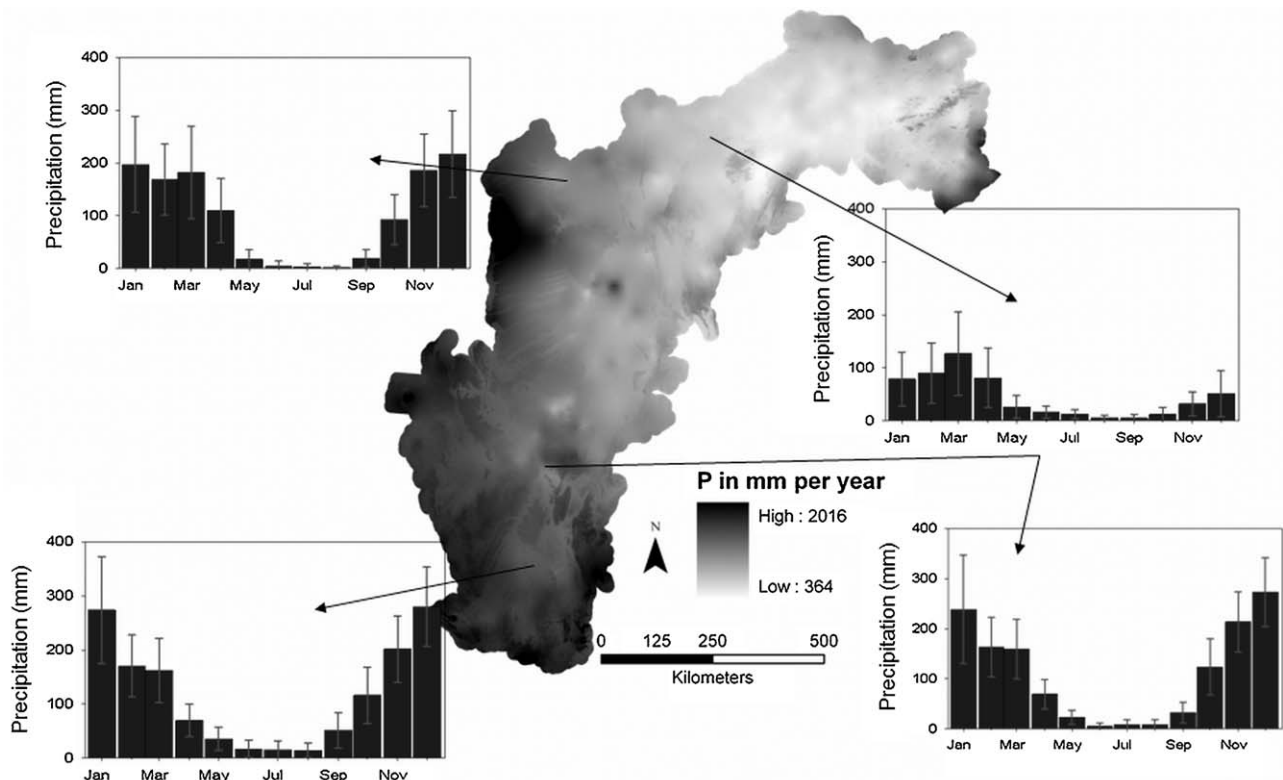 400
300
200
100
0
Precipitation (mm)
Jan Mar May Jul Sep Nov
400
300
200
100
0
Precipitation (mm)
Jan Mar May Jul Sep Nov
P in mm per year
High : 2016
Low : 364
N
0 125 250 500
Kilometers
400
300
200
100
0
Precipitation (mm)
Jan Mar May Jul Sep Nov
400
300
200
100
0
Precipitation (mm)
Jan Mar May Jul Sep Nov